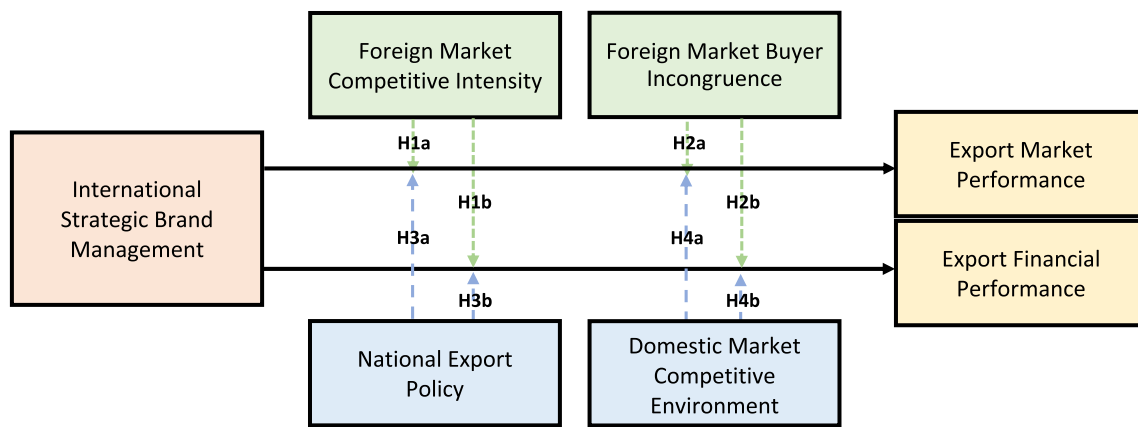 Foreign Market
Competitive Intensity
Foreign Market Buyer
Incongruence
H1a
H2a
International
Strategic Brand
Management
Export Market
Performance
H1b
H2b
H3a
H4a
Export Financial
Performance
H3b
H4b
National Export
Policy
Domestic Market
Competitive
Environment